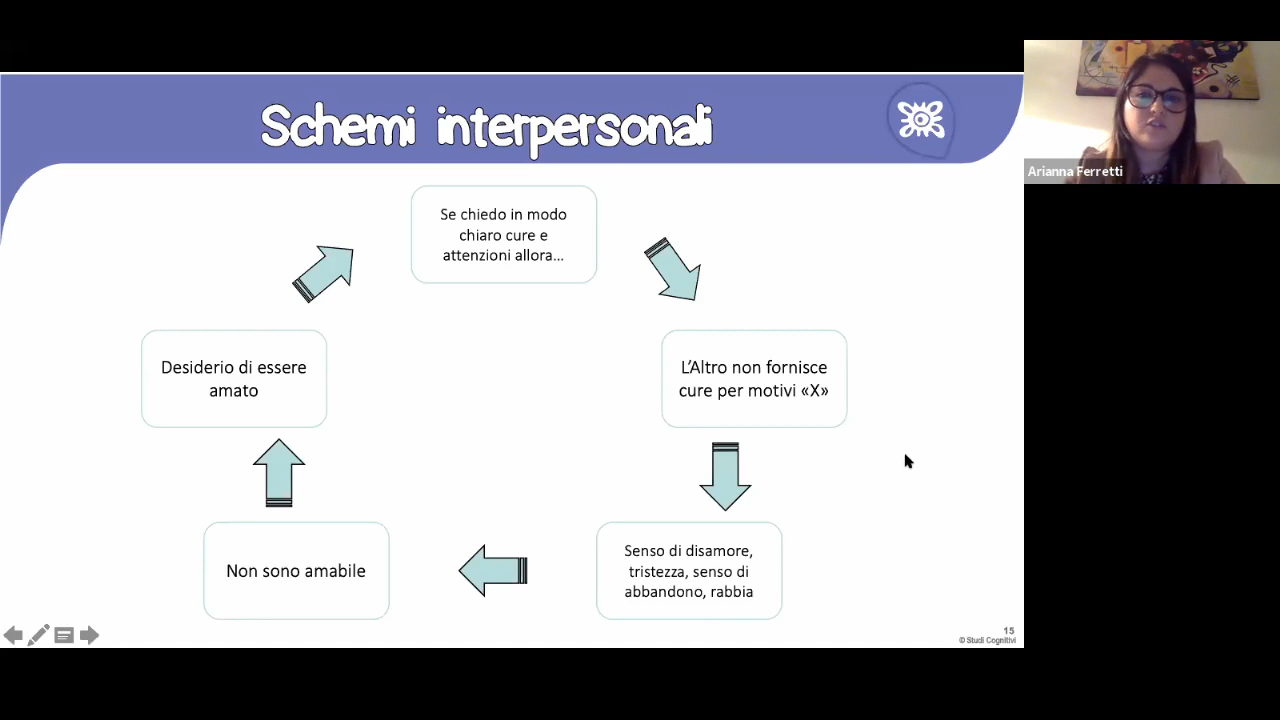 Schemi interpersonali
Arianna Ferretti
Se chiedo in modo
chiaro cure e
attenzioni allora...
Desiderio di essere
amato
L'Altro non fornisce
cure per motivi «X»
Non sono amabile
Senso di disamore,
tristezza, senso di
abbandono, rabbia
15
© Studi Cognitivi